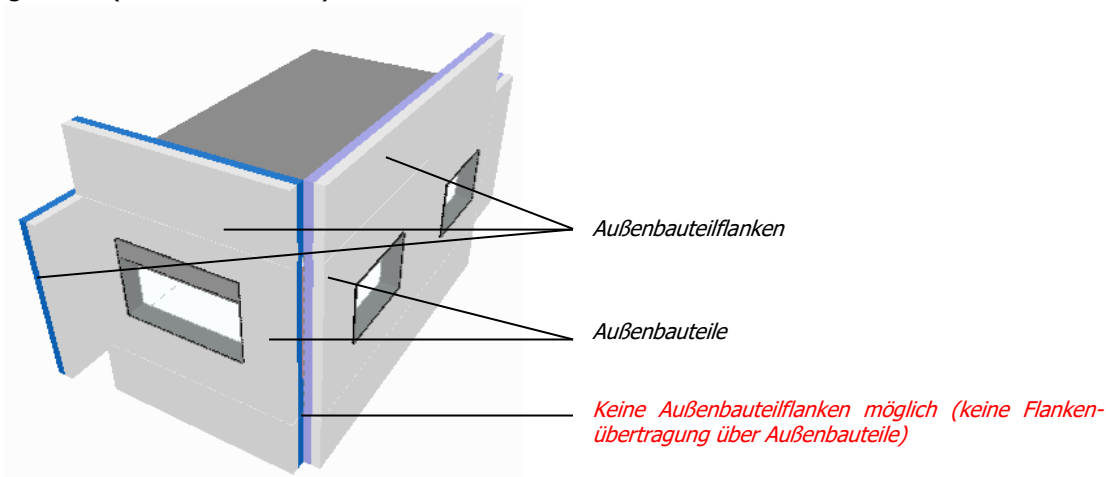 Außenbauteilflanken
Außenbauteile
Keine Außenbauteilflanken möglich (keine Flanken-
übertragung über Außenbauteile)